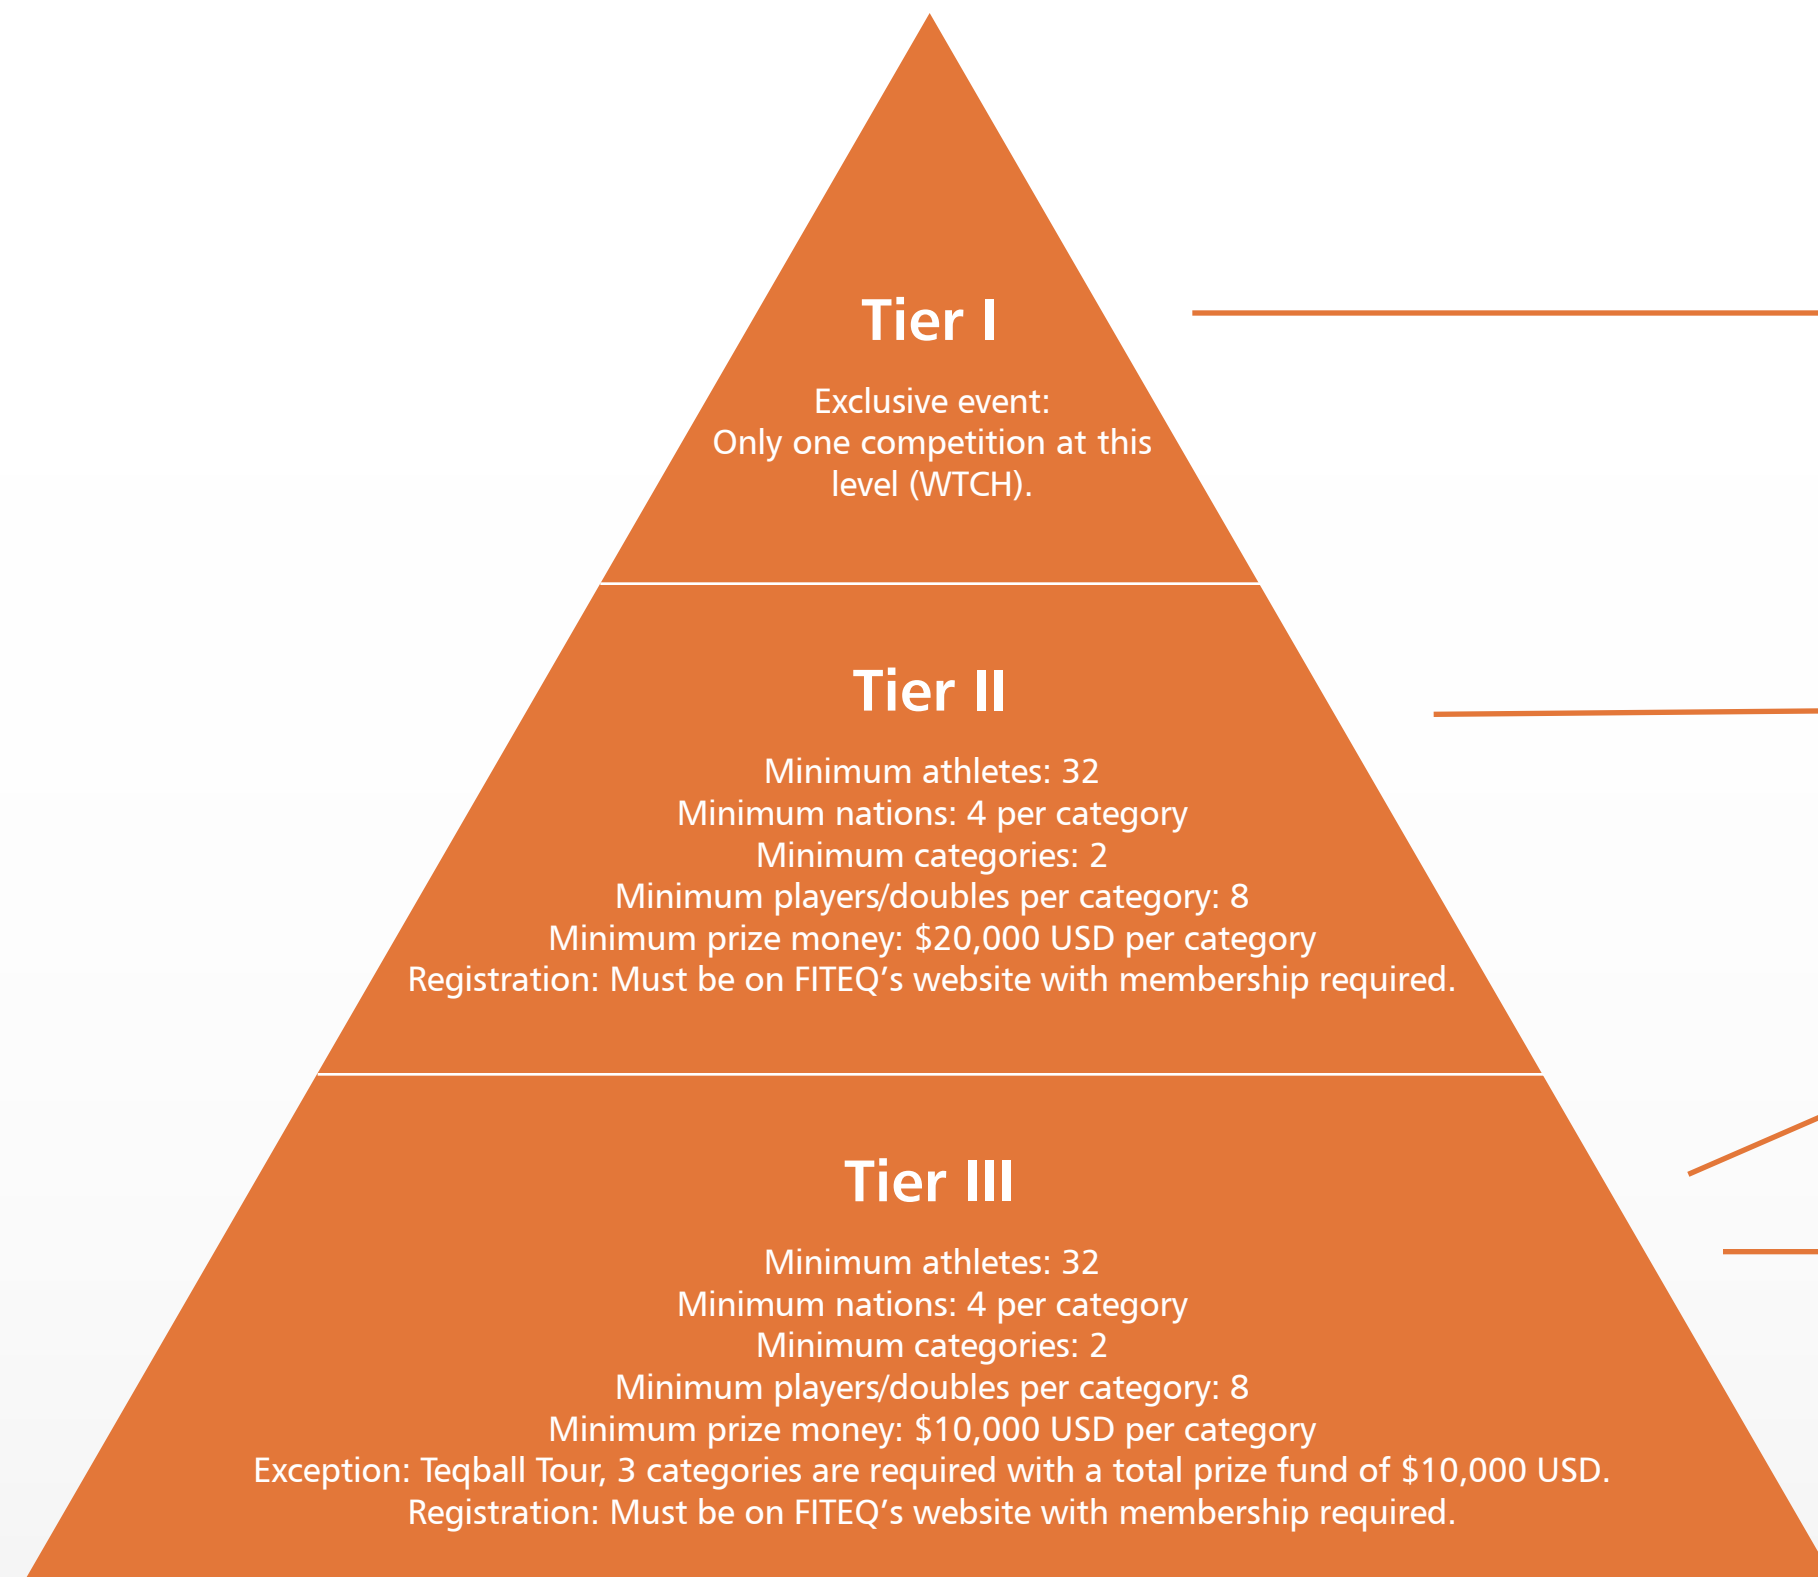 Tier I
Exclusive event:
Only one competition at this
level (WTCH).
Tier II
Minimum athletes: 32
Minimum nations: 4 per category
Minimum categories: 2
Minimum players/doubles per category: 8
Minimum prize money: $20,000 USD per category
Registration: Must be on FITEQ’s website with membership required.
Tier III
Minimum athletes: 32
Minimum nations: 4 per category
Minimum categories: 2
Minimum players/doubles per category: 8
Minimum prize money: $10,000 USD per category
Exception: Teqball Tour, 3 categories are required with a total prize fund of $10,000 USD.
Registration: Must be on FITEQ’s website with membership required.